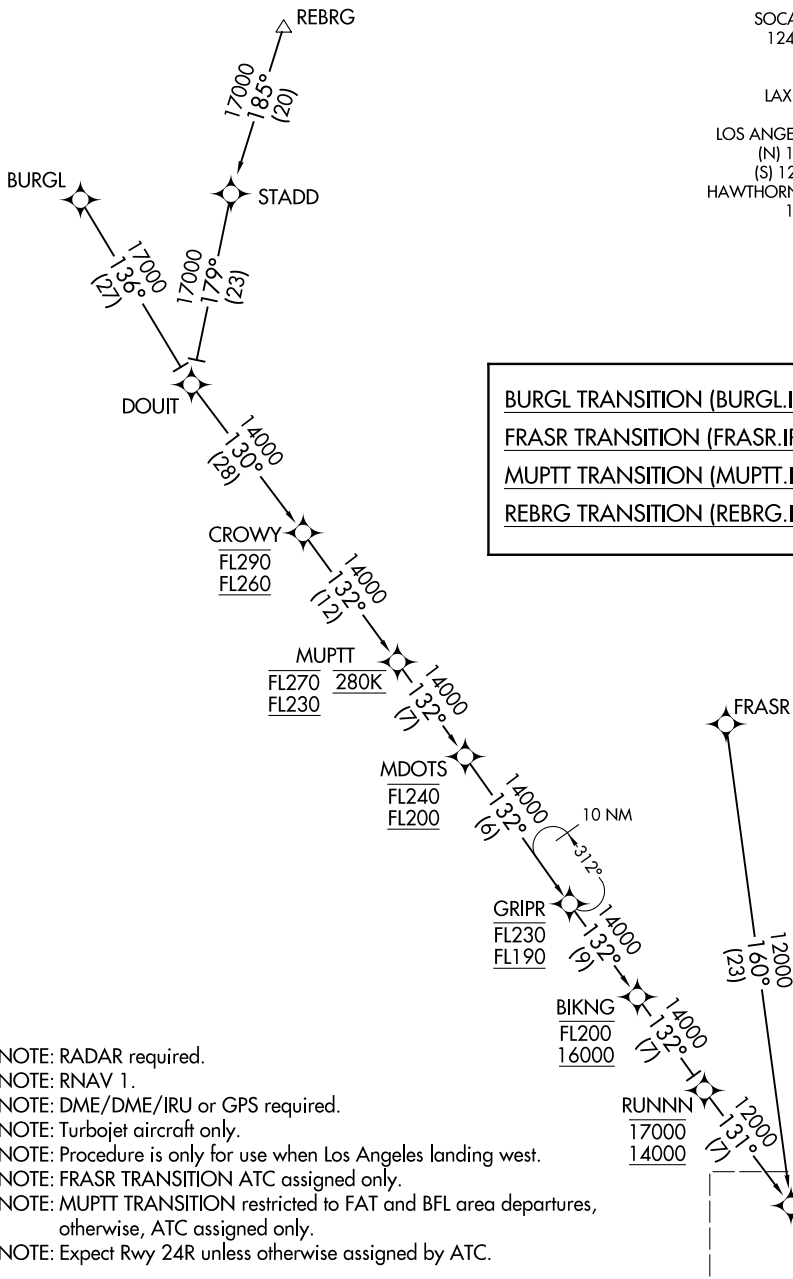 REBRG
17000
185°
(20)
SOCA
124
LAX
LOS ANGE
(N) 1
(S) 12
HAWTHORN
1
BURGL
STADD
17000
136°
(27)
17000
179°
(23)
DOUIT
BURGL TRANSITION (BURGL.I
FRASR TRANSITION (FRASR.IR
MUPTT TRANSITION (MUPTT.I
REBRG TRANSITION (REBRG.I
14000
130°
(28)
CROWY
FL290
FL260
14000
132°
(12)
MUPTT
FL270 280K
FL230
14000
132°
(7)
FRASR
MDOTS
FL240
FL200
14000
132°
(6)
10 NM
312°
GRIPR
FL230
FL190
14000
132°
(9)
12000
160°
(23)
BIKNG
FL200
16000
14000
132°
(7)
RUNNN
17000
14000
12000
131°
(7)
NOTE: RADAR required.
NOTE: RNAV 1.
NOTE: DME/DME/IRU or GPS required.
NOTE: Turbojet aircraft only.
NOTE: Procedure is only for use when Los Angeles landing west.
NOTE: FRASR TRANSITION ATC assigned only.
NOTE: MUPTT TRANSITION restricted to FAT and BFL area departures,
otherwise, ATC assigned only.
NOTE: Expect Rwy 24R unless otherwise assigned by ATC.